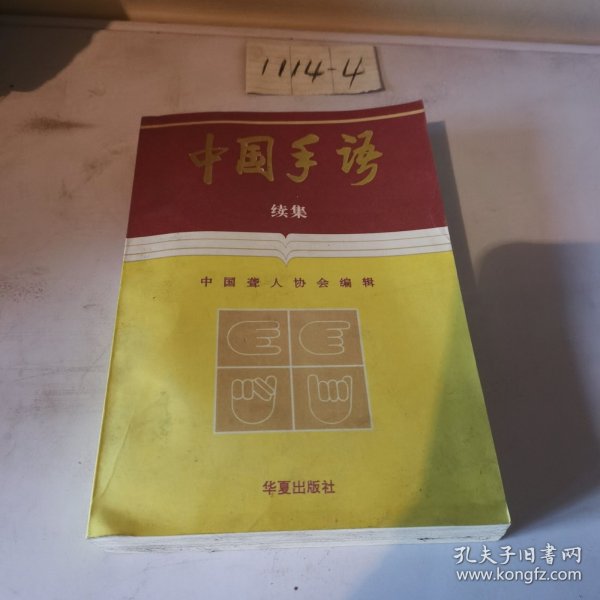 1114-4
中国手语
续集
中国聋人协会编辑
华夏出版社
孔夫子旧书网
www.kongfz.com